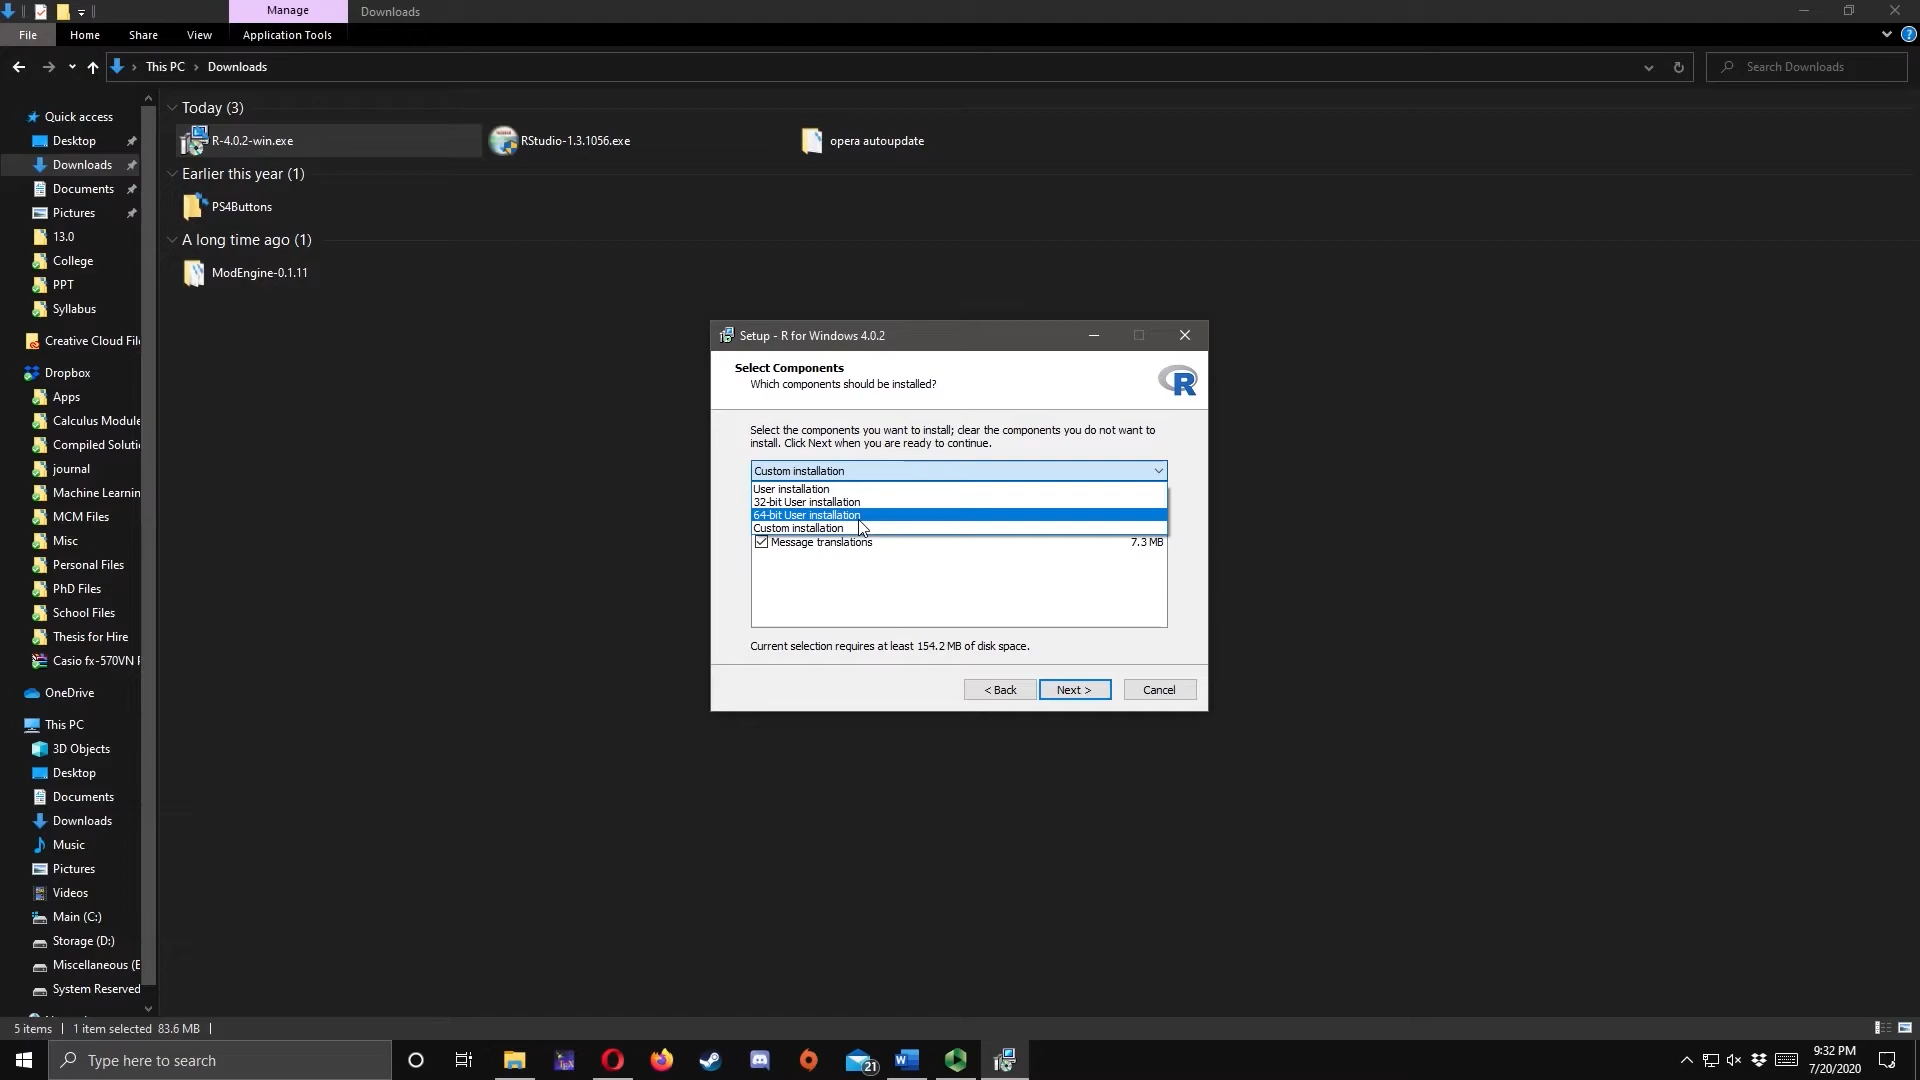 Manage
Downloads
File
Home
Share
View
Application Tools
This PC
Downloads
Search Downloads
Quick access
Desktop
Downloads
Documents
Pictures
13.0
College
PPT
Syllabus
Creative Cloud File
Dropbox
Apps
Calculus Module
Compiled Soluti
journal
Machine Learnin
MCM Files
Misc
Personal Files
PhD Files
School Files
Thesis for Hire
Casio fx-570VN
OneDrive
This PC
3D Objects
Desktop
Documents
Downloads
Music
Pictures
Videos
Main (C:)
Storage (D:)
Miscellaneous (E
System Reserved
Today (3)
R-4.0.2-win.exe
RStudio-1.3.1056.exe
opera autoupdate
Earlier this year (1)
PS4Buttons
A long time ago (1)
ModEngine-0.1.11
Setup - R for Windows 4.0.2
Select Components
Which components should be installed?
R
Select the components you want to install; clear the components you do not want to
install. Click Next when you are ready to continue.
Custom installation
User installation
32-bit User installation
64-bit User installation
Custom installation
Message translations
7.3 MB
Current selection requires at least 154.2 MB of disk space.
< Back
Next >
Cancel
5 items
1 item selected 83.6 MB
Type here to search
21
9:32 PM
7/20/2020